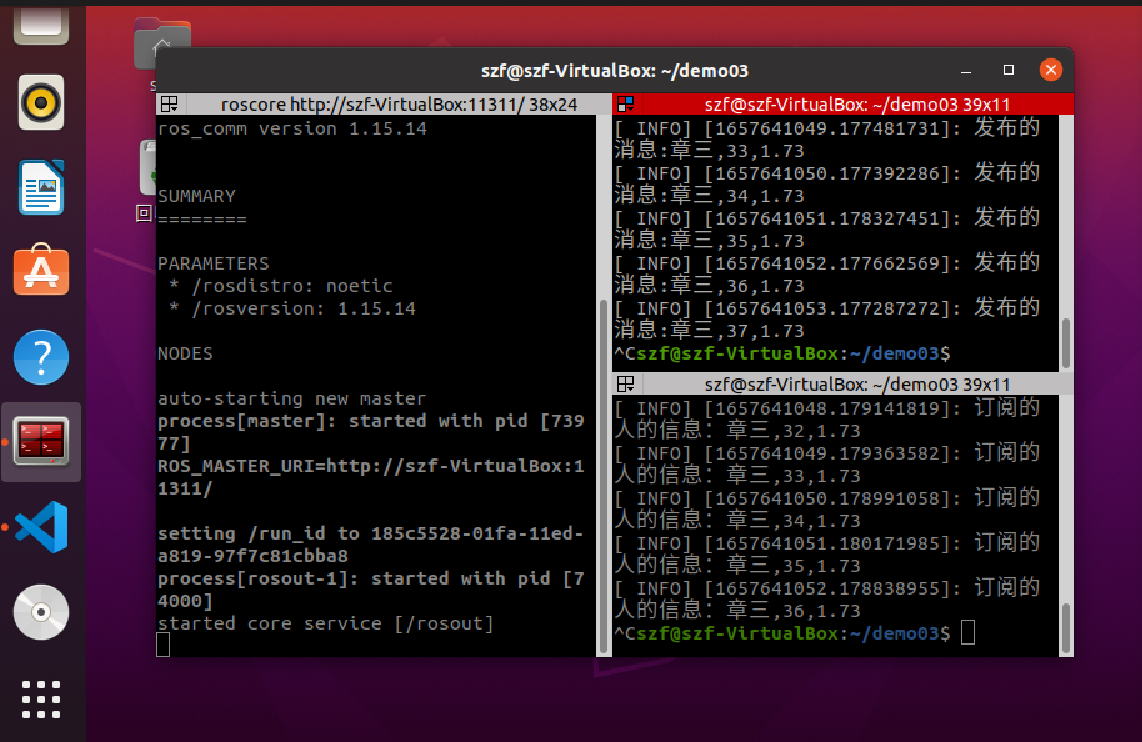 szf@szf-VirtualBox: ~/demo03
roscore http://szf-VirtualBox:11311/ 38x24
ros_comm version 1.15.14
SUMMARY
========
PARAMETERS
* /rosdistro: noetic
* /rosversion: 1.15.14
NODES
auto-starting new master
process[master]: started with pid [739
77]
ROS_MASTER_URI=http://szf-VirtualBox:1
1311/
setting /run_id to 185c5528-01fa-11ed-
a819-97f7c81cbba8
process[rosout-1]: started with pid [7
4000]
started core service [/rosout]
szf@szf-VirtualBox: ~/demo03 39x11
[ INFO] [1657641049.177481731]: 发布的
消息:章三,33,1.73
[ INFO] [1657641050.177392286]: 发布的
消息:章三,34,1.73
[ INFO] [1657641051.178327451]: 发布的
消息:章三,35,1.73
[ INFO] [1657641052.177662569]: 发布的
消息:章三,36,1.73
[ INFO] [1657641053.177287272]: 发布的
消息:章三,37,1.73
^Cszf@szf-VirtualBox:~/demo03$
szf@szf-VirtualBox: ~/demo03 39x11
[ INFO] [1657641048.179141819]: 订阅的
人的信息：章三,32,1.73
[ INFO] [1657641049.179363582]: 订阅的
人的信息：章三,33,1.73
[ INFO] [1657641050.178991058]: 订阅的
人的信息：章三,34,1.73
[ INFO] [1657641051.180171985]: 订阅的
人的信息：章三,35,1.73
[ INFO] [1657641052.178838955]: 订阅的
人的信息：章三,36,1.73
^Cszf@szf-VirtualBox:~/demo03$